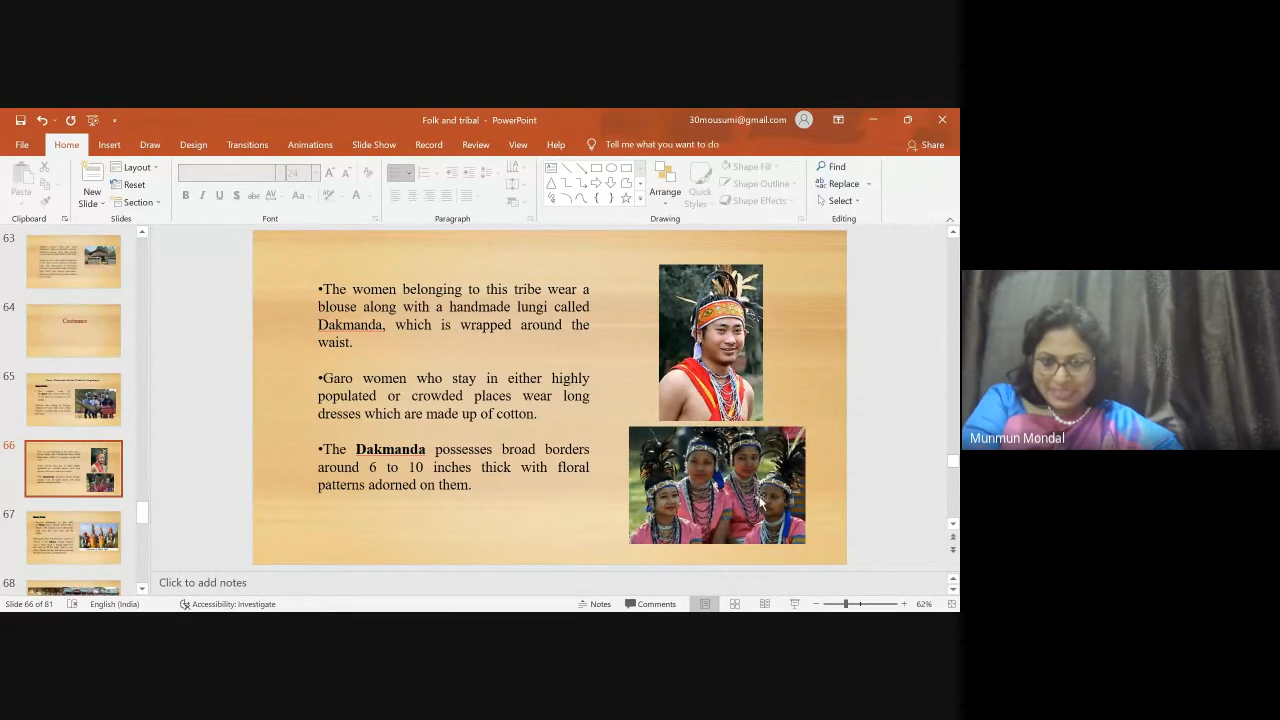 Folk and tribal - PowerPoint
30mousumi@gmail.com
File Home Insert Draw Design Transitions Animations Slide Show Record Review View Help Tell me what you want to do Share
Paste
New
Slide
Layout
Reset
Section
24
B I U S abc AV Aa A
Arrange
Quick
Styles
Shape Fill
Shape Outline
Shape Effects
Find
Replace
Select
Clipboard Slides Font Paragraph Drawing Editing
63
64
Costumes
65
66
67
68
•The women belonging to this tribe wear a
blouse along with a handmade lungi called
Dakmanda, which is wrapped around the
waist.
•Garo women who stay in either highly
populated or crowded places wear long
dresses which are made up of cotton.
•The Dakmanda possesses broad borders
around 6 to 10 inches thick with floral
patterns adorned on them.
Munmun Mondal
Click to add notes
Slide 66 of 81 English (India) Accessibility: Investigate Notes Comments 62%